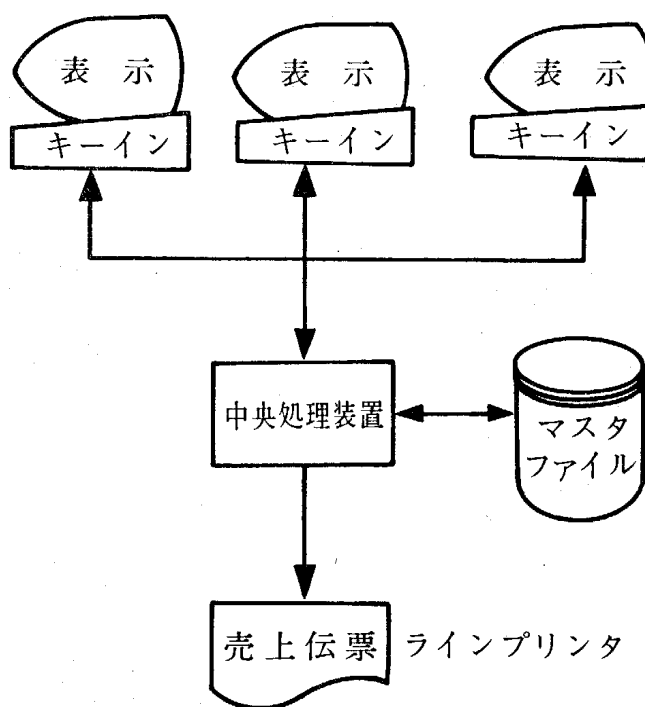 表示
表示
表示
キーイン
キーイン
キーイン
中央処理装置
マスタ
ファイル
売上伝票
ラインプリンタ